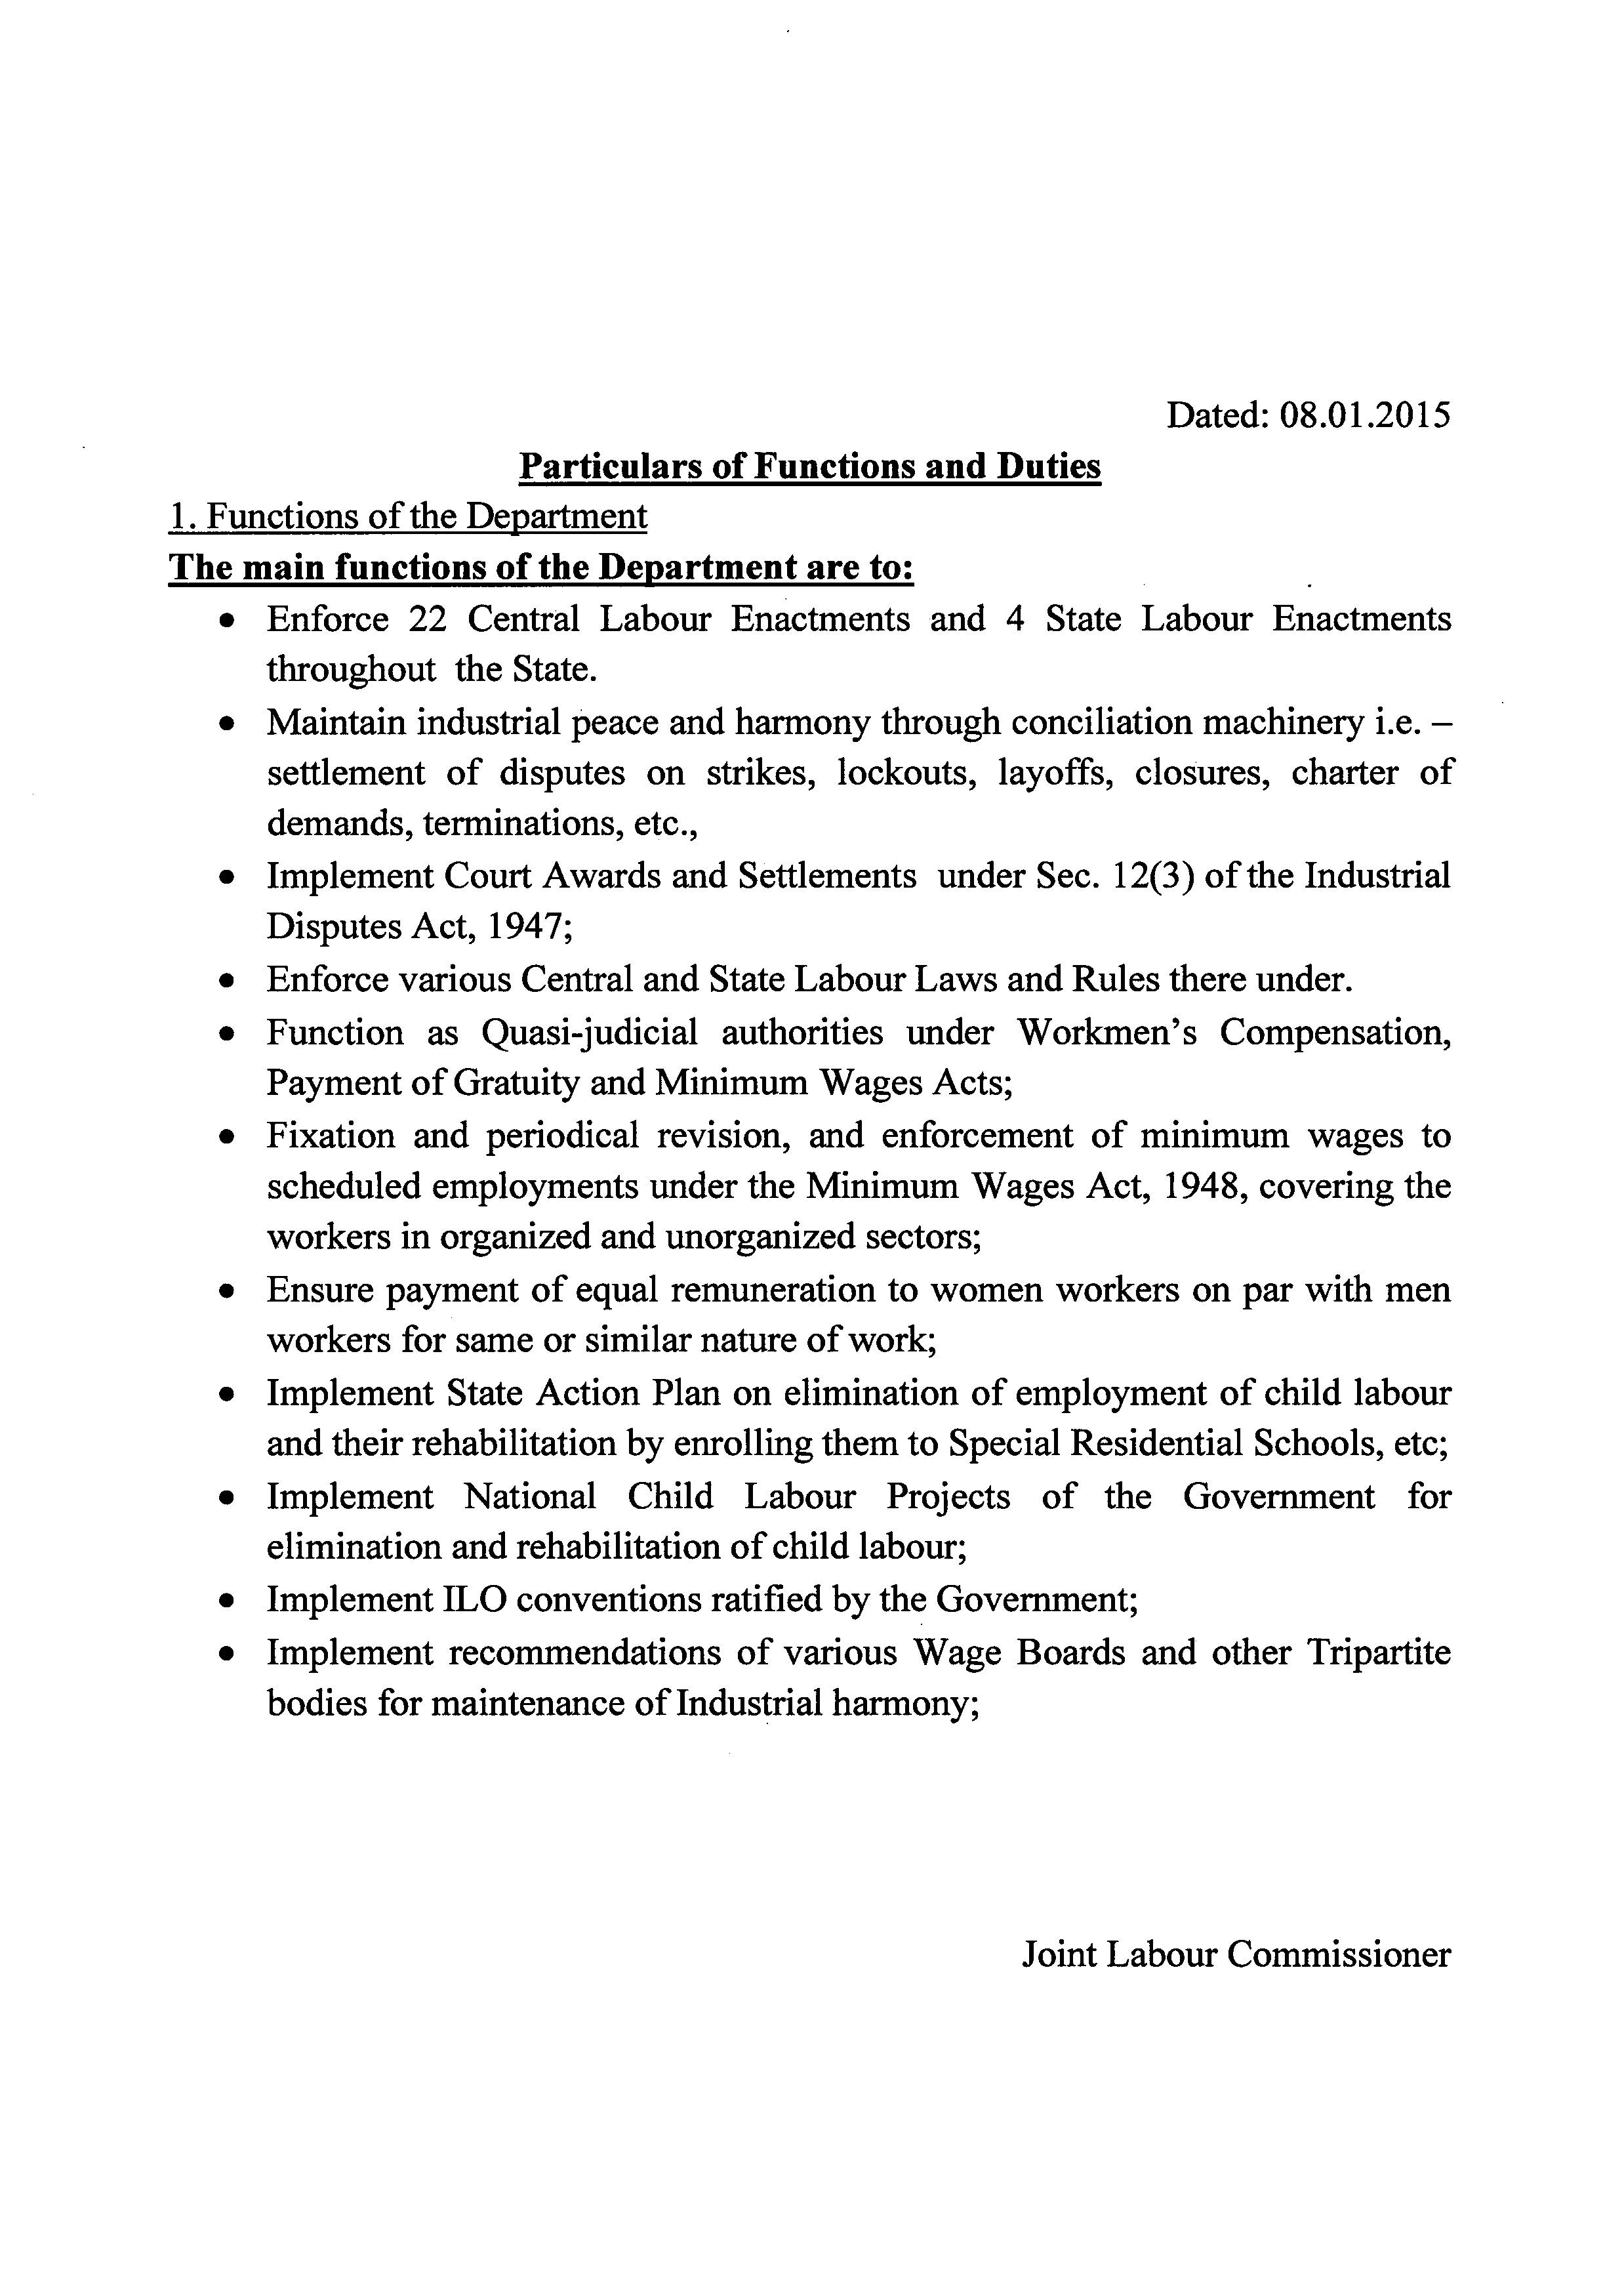 Dated: 08.01.2015
Particulars of Functions and Duties
1. Functions of the Department
The main functions of the Department are to:
• Enforce 22 Central Labour Enactments and 4 State Labour Enactments
throughout the State.
• Maintain industrial peace and harmony through conciliation machinery i.e. –
settlement of disputes on strikes, lockouts, layoffs, closures, charter of
demands, terminations, etc.,
• Implement Court Awards and Settlements under Sec. 12(3) of the Industrial
Disputes Act, 1947;
• Enforce various Central and State Labour Laws and Rules there under.
• Function as Quasi-judicial authorities under Workmen’s Compensation,
Payment of Gratuity and Minimum Wages Acts;
• Fixation and periodical revision, and enforcement of minimum wages to
scheduled employments under the Minimum Wages Act, 1948, covering the
workers in organized and unorganized sectors;
• Ensure payment of equal remuneration to women workers on par with men
workers for same or similar nature of work;
• Implement State Action Plan on elimination of employment of child labour
and their rehabilitation by enrolling them to Special Residential Schools, etc;
• Implement National Child Labour Projects of the Government for
elimination and rehabilitation of child labour;
• Implement ILO conventions ratified by the Government;
• Implement recommendations of various Wage Boards and other Tripartite
bodies for maintenance of Industrial harmony;
Joint Labour Commissioner